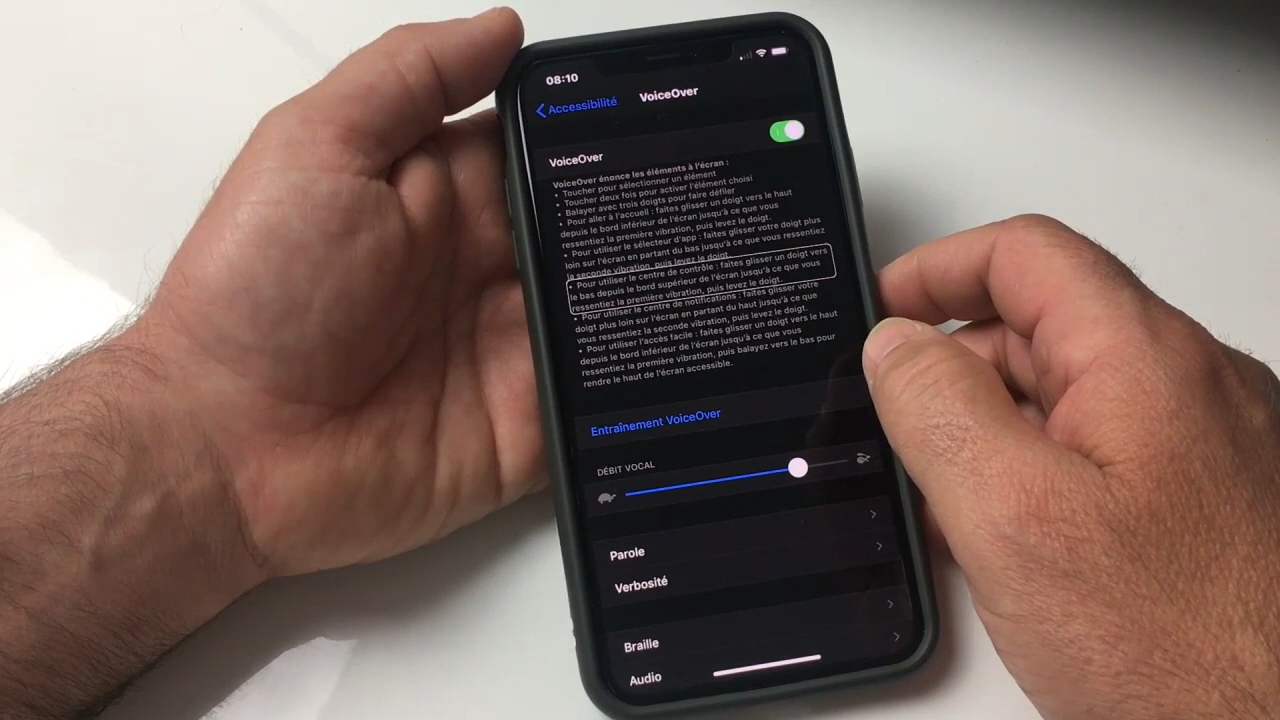 08:10
Accessibilité
VoiceOver
VoiceOver
VoiceOver énonce les éléments à l'écran :
• Toucher pour sélectionner un élément
• Toucher deux fois pour activer l'élément choisi
• Balayer avec trois doigts pour faire défiler
• Pour aller à l'accueil : faites glisser un doigt vers le haut
depuis le bord inférieur de l'écran jusqu'à ce que vous
ressentiez la première vibration, puis levez le doigt.
• Pour utiliser le sélecteur d'app : faites glisser votre doigt plus
loin sur l'écran en partant du bas jusqu'à ce que vous ressentiez
la seconde vibration, puis levez le doigt.
• Pour utiliser le centre de contrôle : faites glisser un doigt vers
le bas depuis le bord supérieur de l'écran jusqu'à ce que vous
ressentiez la première vibration, puis levez le doigt.
• Pour utiliser le centre de notifications : faites glisser votre
doigt plus loin sur l'écran en partant du haut jusqu'à ce que
vous ressentiez la seconde vibration, puis levez le doigt.
• Pour utiliser l'accès facile : faites glisser un doigt vers le haut
depuis le bord inférieur de l'écran jusqu'à ce que vous
ressentiez la première vibration, puis balayez vers le bas pour
rendre le haut de l'écran accessible.
Entraînement VoiceOver
DÉBIT VOCAL
Parole
Verbosité
Braille
Audio